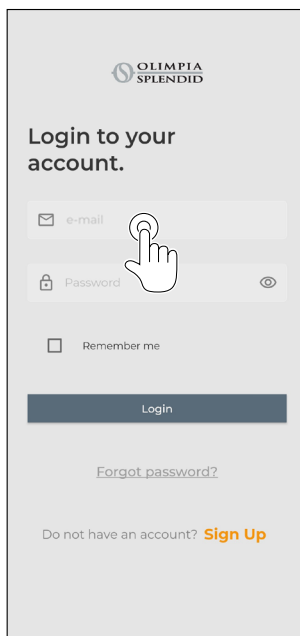 OLIMPIA
SPLENDID
Login to your
account.
e-mail
Password
Remember me
Login
Forgot password?
Do not have an account? Sign Up